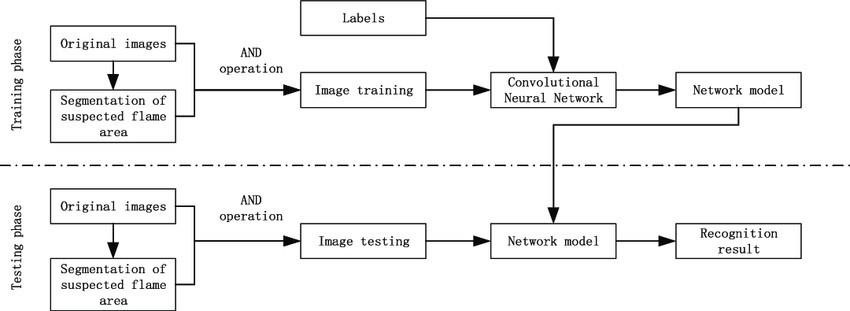 Training phase
Original images
Segmentation of
suspected flame
area
AND
operation
Labels
Image training
Convolutional
Neural Network
Network model
Testing phase
Original images
Segmentation of
suspected flame
area
AND
operation
Image testing
Network model
Recognition
result